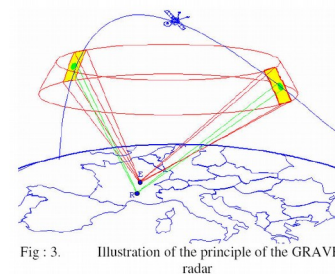 E
R
Fig : 3. Illustration of the principle of the GRAVE
radar